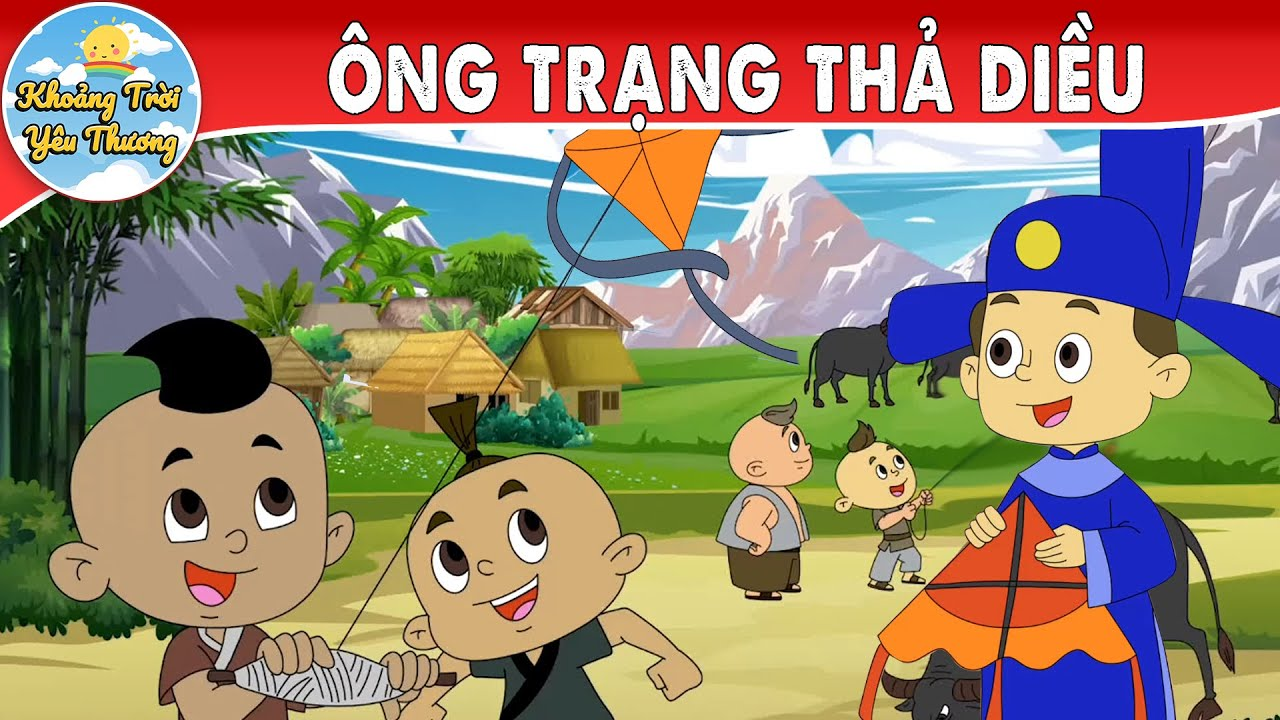 Khoảng Trời
Yêu Thương
ÔNG TRẠNG THẢ DIỀU